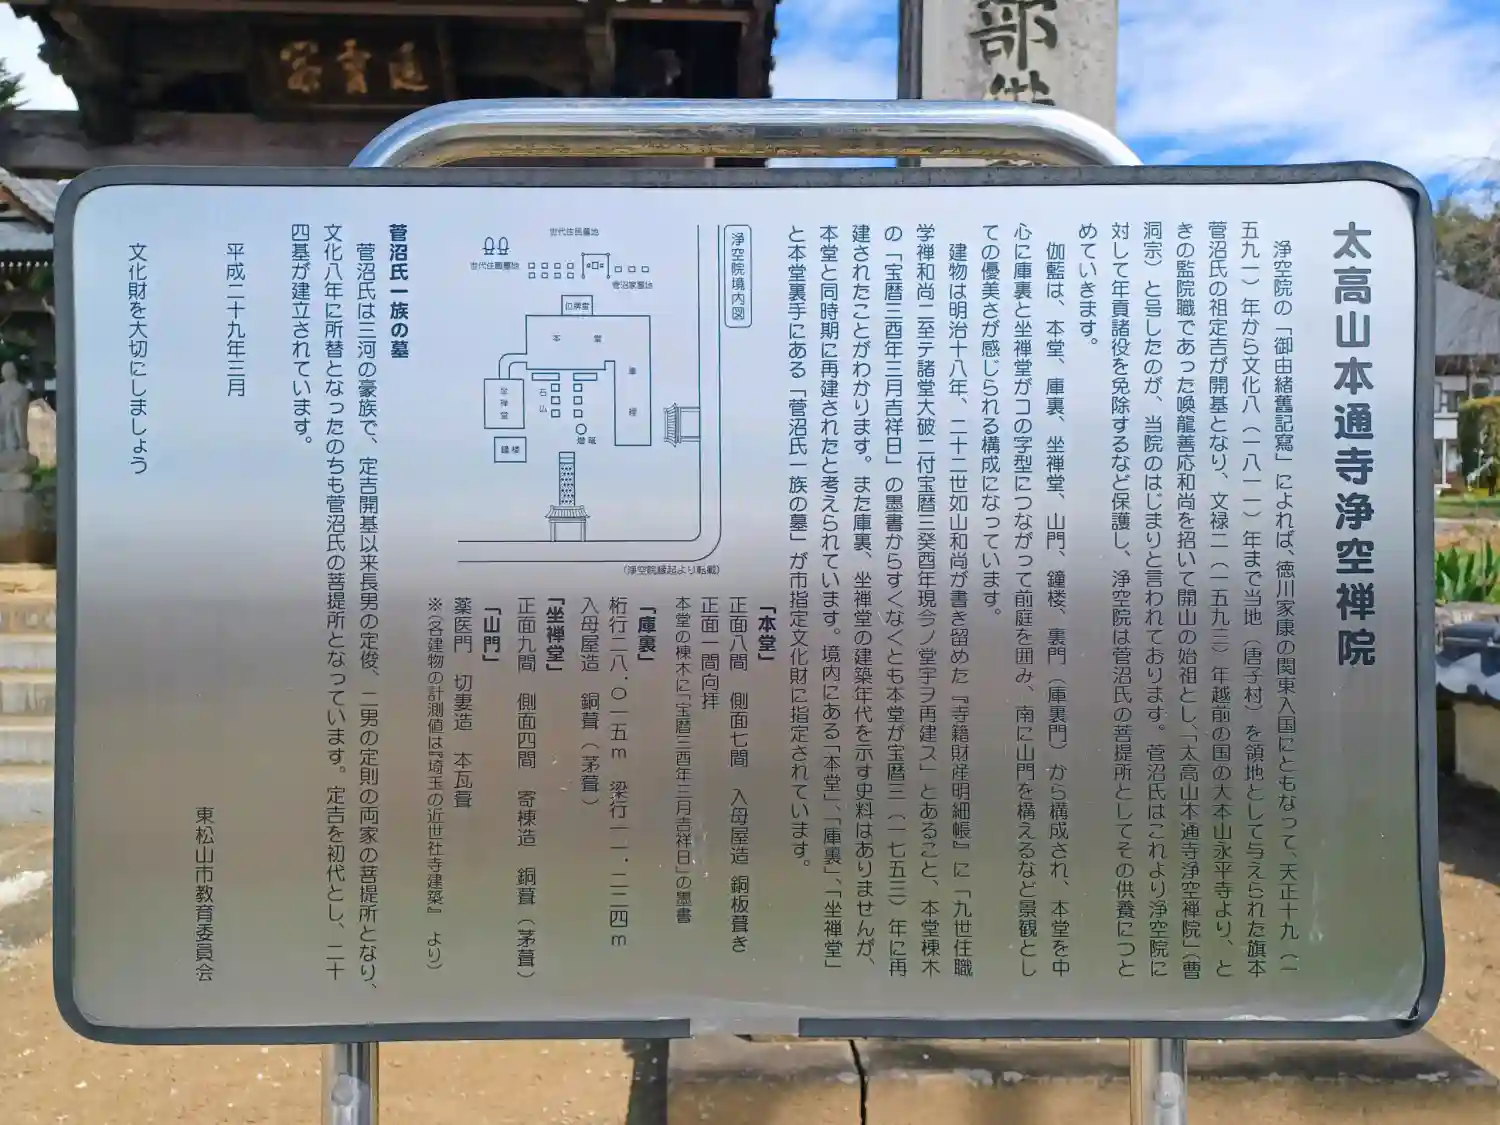 太高山本通寺浄空禅院
浄空院の「御由緒舊記寫」によれば、徳川家康の関東入国にともなって、天正十九（一
五九一）年から文化八（一八一一）年まで当地（唐子村）を領地として与えられた旗本
菅沼氏の祖定吉が開基となり、文禄二（一五九三）年越前の国の大本山永平寺より、と
きの監院職であった喚龍善応和尚を招いて開山の始祖とし、「太高山本通寺浄空禅院」（曹
洞宗）と号したのが、当院のはじまりと言われております。菅沼氏はこれより浄空院に
対して年貢諸役を免除するなど保護し、浄空院は菅沼氏の菩提所としてその供養につと
めていきます。
伽藍は、本堂、庫裏、坐禅堂、山門、鐘楼、裏門（庫裏門）から構成され、本堂を中
心に庫裏と坐禅堂がコの字型につながって前庭を囲み、南に山門を構えるなど景観とし
ての優美さが感じられる構成になっています。
建物は明治十八年、二十二世如山和尚が書き留めた『寺籍財産明細帳』に「九世住職
学禅和尚ニ至テ諸堂大破ニ付宝暦三癸酉年現今ノ堂宇ヲ再建ス」とあること、本堂棟木
の「宝暦三酉年三月吉祥日」の墨書からすくなくとも本堂が宝暦三（一七五三）年に再
建されたことがわかります。また庫裏、坐禅堂の建築年代を示す史料はありませんが、
本堂と同時期に再建されたと考えられています。境内にある「本堂」、「庫裏」、「坐禅堂」
と本堂裏手にある「菅沼氏一族の墓」が市指定文化財に指定されています。
浄空院境内図
世代住職墓地
世代住職墓地
菅沼家墓地
位牌堂
本堂
庫裡
坐禅堂
石仏
燈籠
鐘楼
（浄空院縁起より転載）
「本堂」
正面八間　側面七間　入母屋造　銅板葺き
正面一間向拝
本堂の棟木に「宝暦三酉年三月吉祥日」の墨書
「庫裏」
桁行二八.〇一五ｍ　梁行一一.二二四ｍ
入母屋造　銅葺（茅葺）
「坐禅堂」
正面九間　側面四間　寄棟造　銅葺（茅葺）
「山門」
薬医門　切妻造　本瓦葺
※（各建物の計測値は『埼玉の近世社寺建築』より）
菅沼氏一族の墓
菅沼氏は三河の豪族で、定吉開基以来長男の定俊、二男の定則の両家の菩提所となり、
文化八年に所替となったのちも菅沼氏の菩提所となっています。定吉を初代とし、二十
四基が建立されています。
平成二十九年三月
東松山市教育委員会
文化財を大切にしましょう